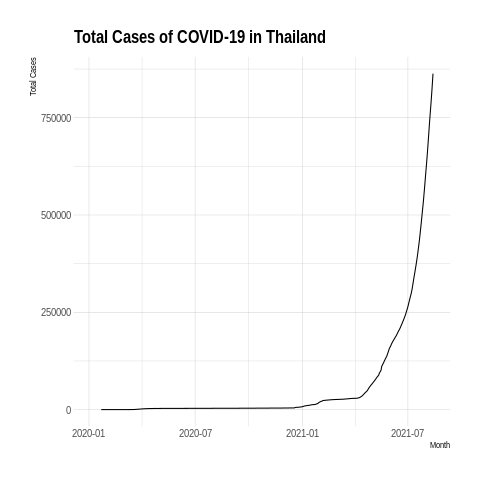 Total Cases of COVID-19 in Thailand
Total Cases
750000
500000
250000
0
2020-01 2020-07 2021-01 2021-07
Month